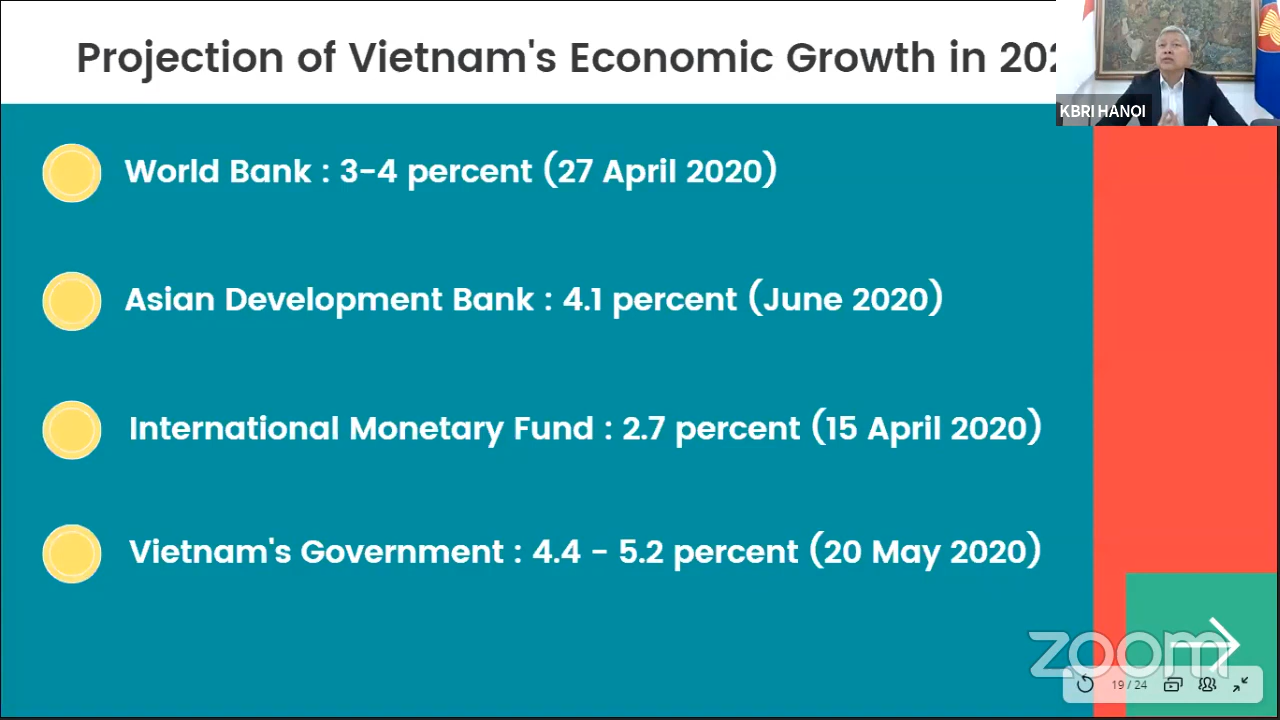 Projection of Vietnam's Economic Growth in
KBRI HANOI
World Bank : 3-4 percent (27 April 2020)
Asian Development Bank : 4.1 percent (June 2020)
International Monetary Fund : 2.7 percent (15 April 2020)
Vietnam's Government : 4.4 - 5.2 percent (20 May 2020)
zoom
19 / 24